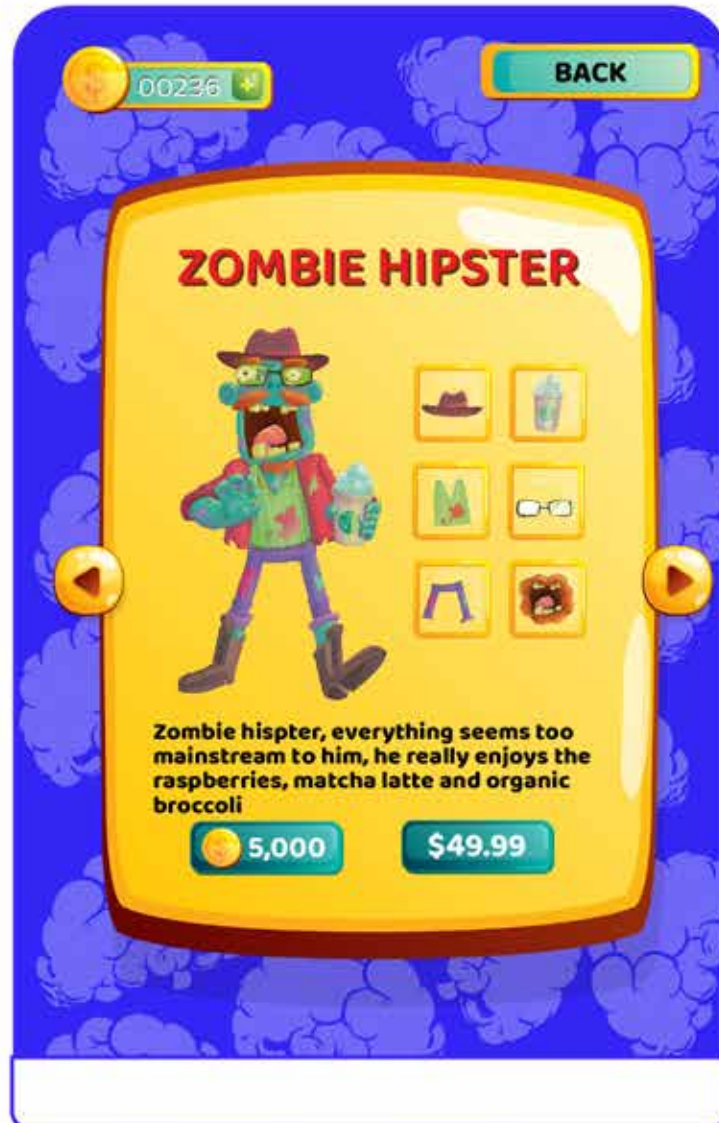 00236 +
BACK
ZOMBIE HIPSTER
Zombie hispter, everything seems too
mainstream to him, he really enjoys the
raspberries, matcha latte and organic
broccoli
5,000
$49.99